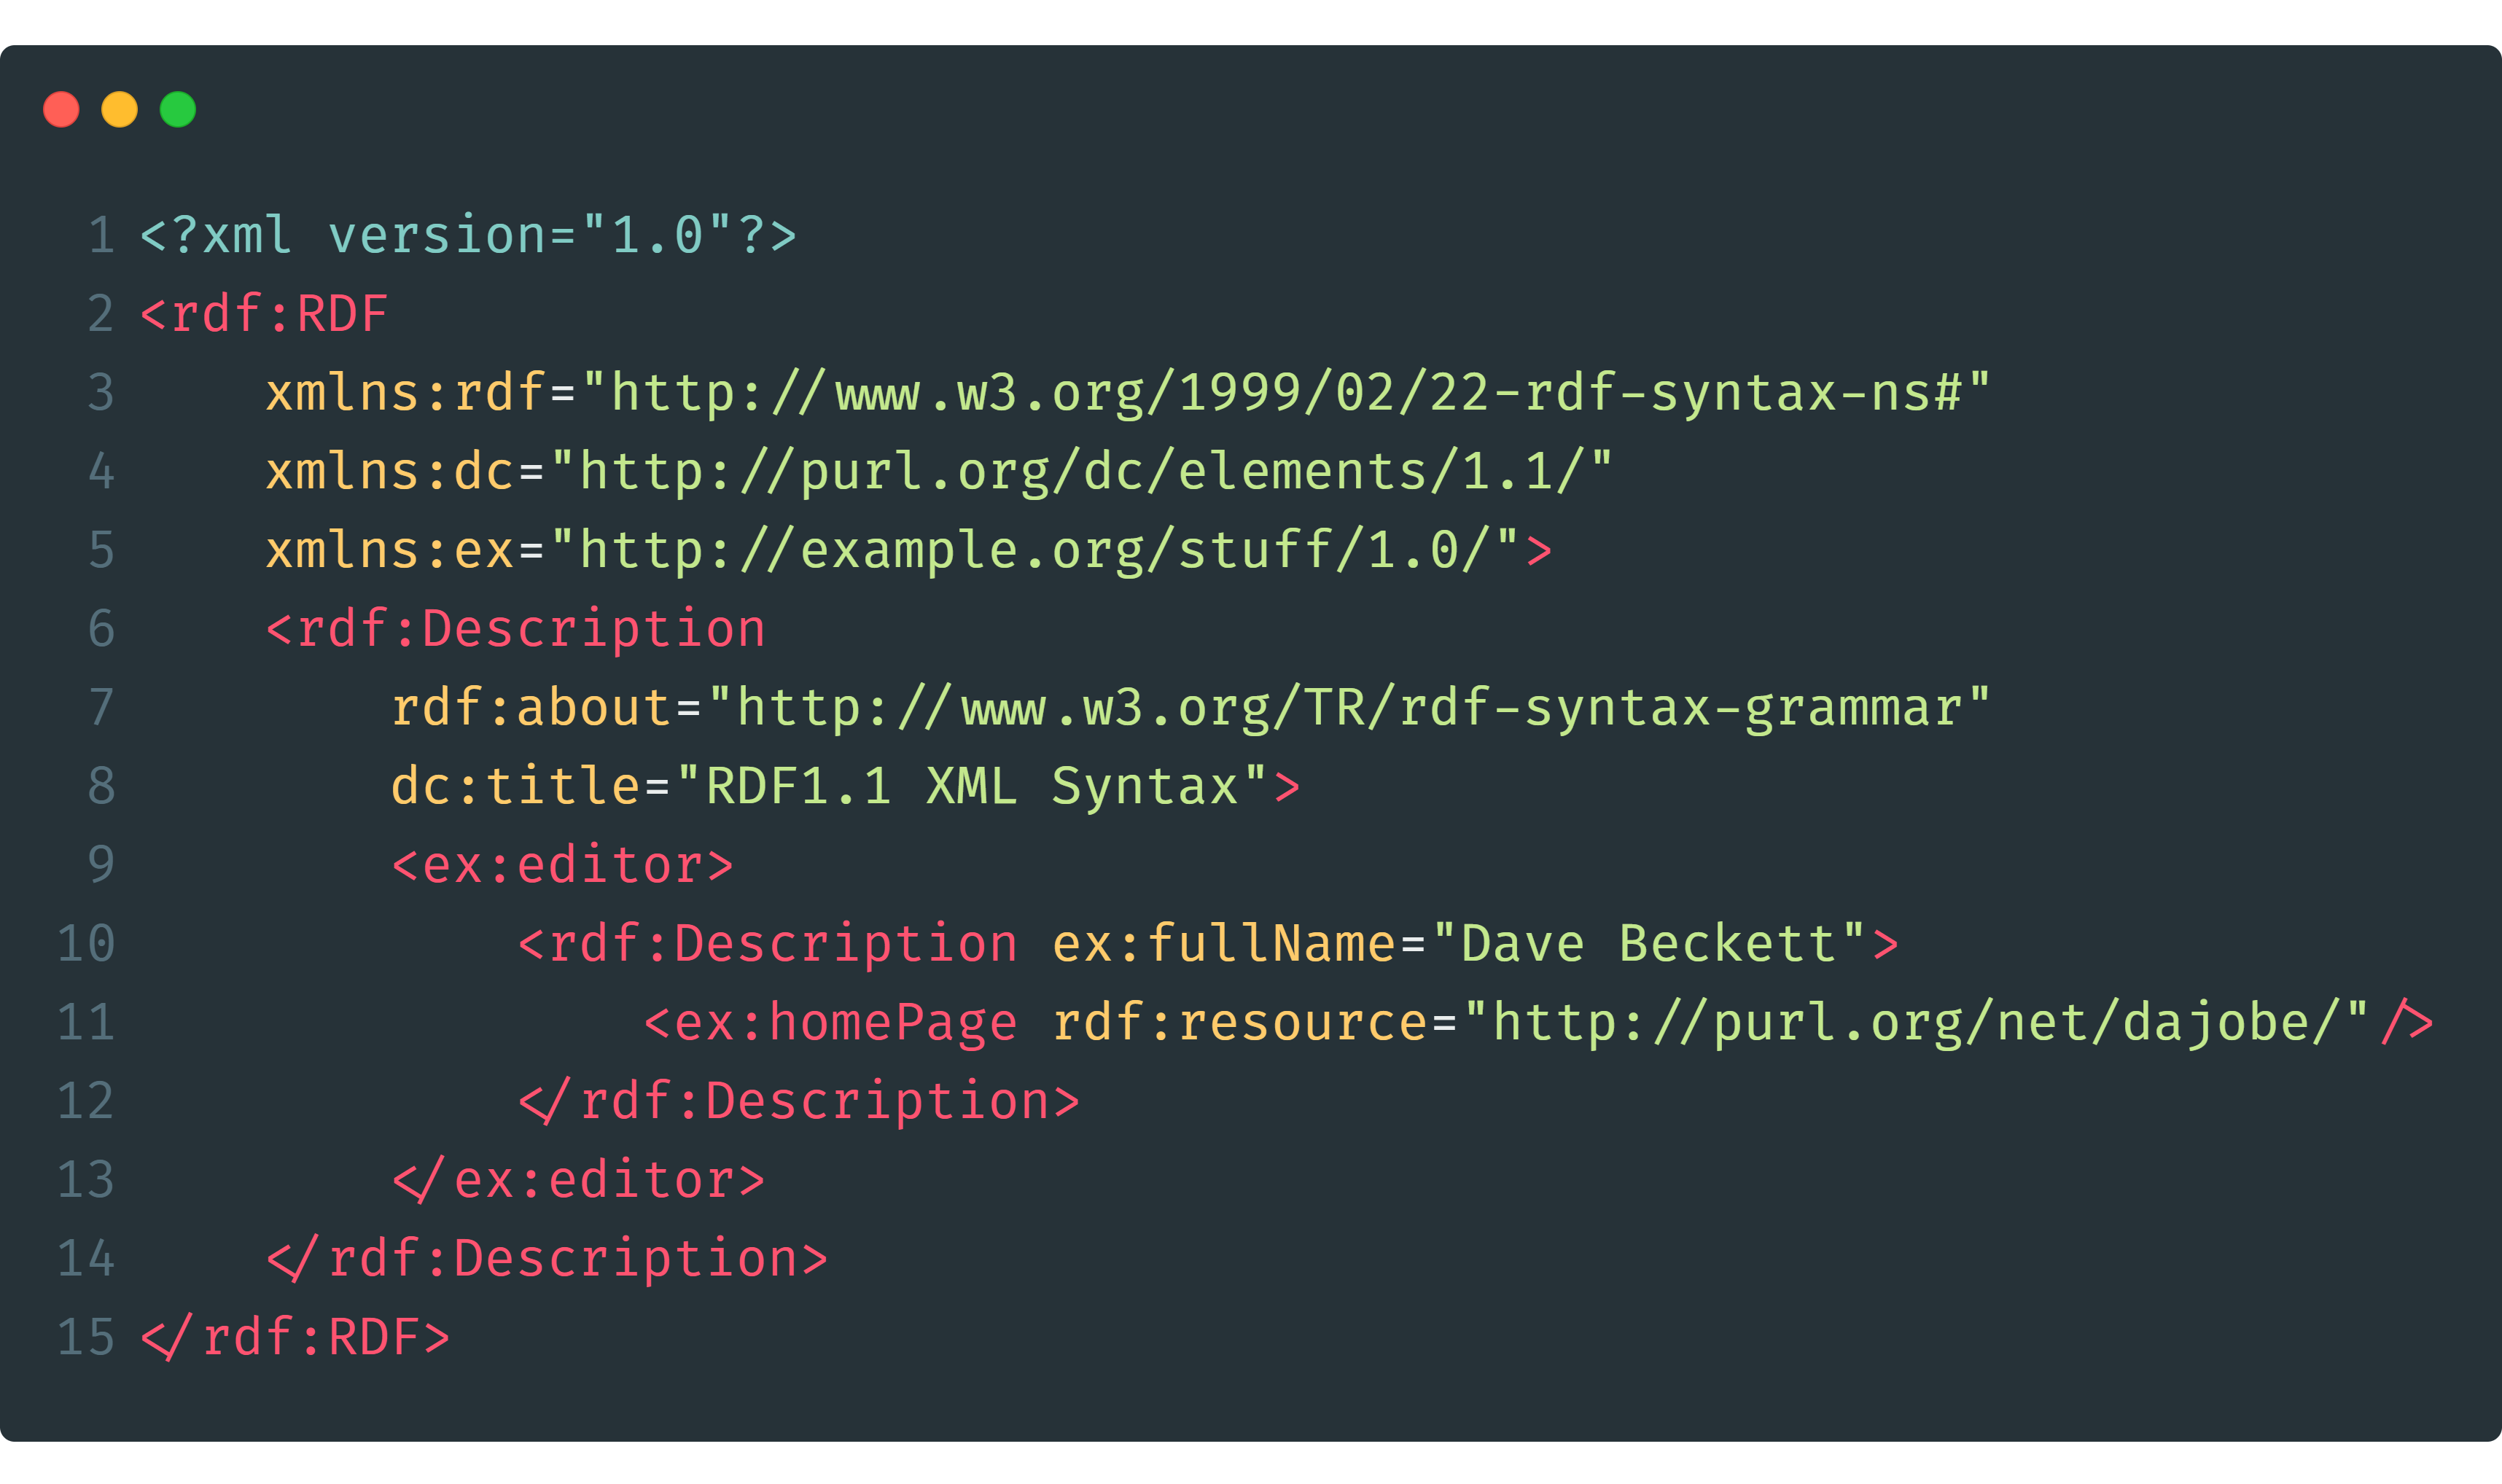 1 <?xml version="1.0"?>
2 <rdf:RDF
3     xmlns:rdf="http://www.w3.org/1999/02/22-rdf-syntax-ns#"
4     xmlns:dc="http://purl.org/dc/elements/1.1/"
5     xmlns:ex="http://example.org/stuff/1.0/">
6     <rdf:Description
7         rdf:about="http://www.w3.org/TR/rdf-syntax-grammar"
8         dc:title="RDF1.1 XML Syntax">
9         <ex:editor>
10             <rdf:Description ex:fullName="Dave Beckett">
11                 <ex:homePage rdf:resource="http://purl.org/net/dajobe/"/>
12             </rdf:Description>
13         </ex:editor>
14     </rdf:Description>
15 </rdf:RDF>